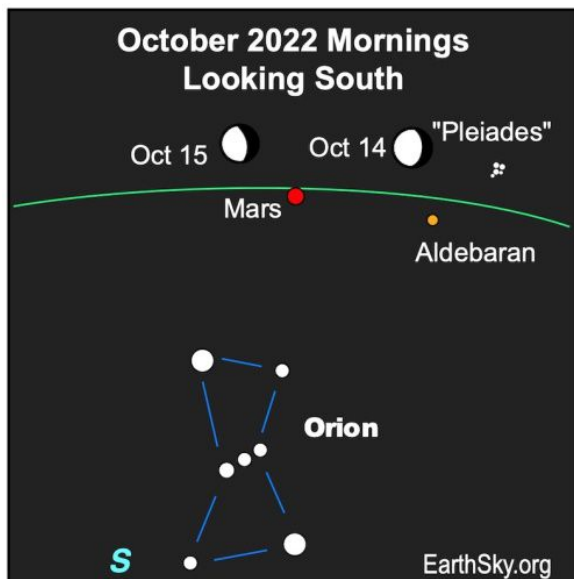 October 2022 Mornings
Looking South
Oct 15
Oct 14
"Pleiades"
Mars
Aldebaran
Orion
S
EarthSky.org